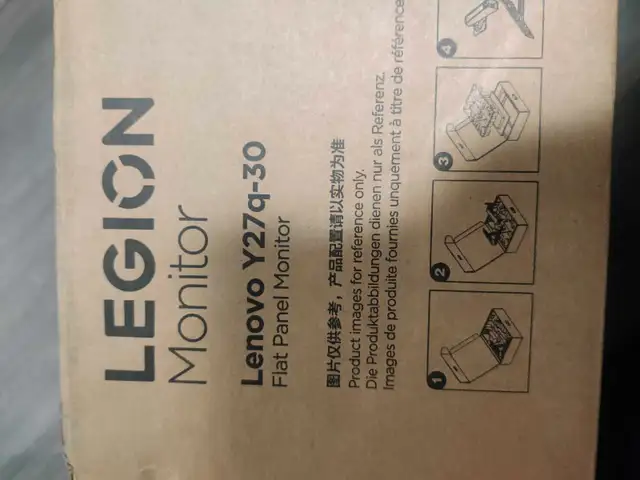 LEGION
Monitor
Lenovo Y27q-30
Flat Panel Monitor
图片仅供参考，产品配置请以实物为准
Product images for reference only.
Die Produktabbildungen dienen nur als Referenz.
Images de produite fournies unquement à titre de référence
1
2
3
4